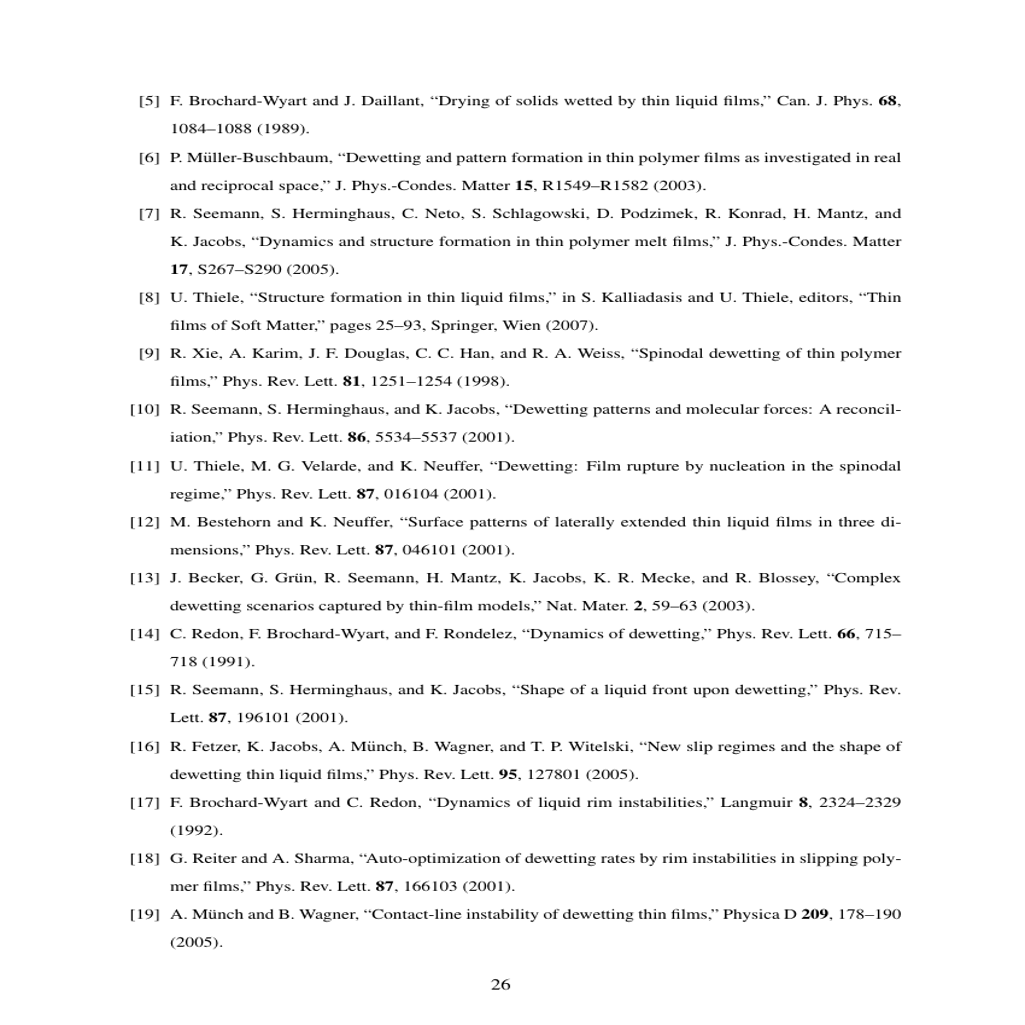 [5] F. Brochard-Wyart and J. Daillant, “Drying of solids wetted by thin liquid films,” Can. J. Phys. 68,
1084–1088 (1989).
[6] P. Müller-Buschbaum, “Dewetting and pattern formation in thin polymer films as investigated in real
and reciprocal space,” J. Phys.-Condes. Matter 15, R1549–R1582 (2003).
[7] R. Seemann, S. Herminghaus, C. Neto, S. Schlagowski, D. Podzimek, R. Konrad, H. Mantz, and
K. Jacobs, “Dynamics and structure formation in thin polymer melt films,” J. Phys.-Condes. Matter
17, S267–S290 (2005).
[8] U. Thiele, “Structure formation in thin liquid films,” in S. Kalliadasis and U. Thiele, editors, “Thin
films of Soft Matter,” pages 25–93, Springer, Wien (2007).
[9] R. Xie, A. Karim, J. F. Douglas, C. C. Han, and R. A. Weiss, “Spinodal dewetting of thin polymer
films,” Phys. Rev. Lett. 81, 1251–1254 (1998).
[10] R. Seemann, S. Herminghaus, and K. Jacobs, “Dewetting patterns and molecular forces: A reconcil-
iation,” Phys. Rev. Lett. 86, 5534–5537 (2001).
[11] U. Thiele, M. G. Velarde, and K. Neuffer, “Dewetting: Film rupture by nucleation in the spinodal
regime,” Phys. Rev. Lett. 87, 016104 (2001).
[12] M. Bestehorn and K. Neuffer, “Surface patterns of laterally extended thin liquid films in three di-
mensions,” Phys. Rev. Lett. 87, 046101 (2001).
[13] J. Becker, G. Grün, R. Seemann, H. Mantz, K. Jacobs, K. R. Mecke, and R. Blossey, “Complex
dewetting scenarios captured by thin-film models,” Nat. Mater. 2, 59–63 (2003).
[14] C. Redon, F. Brochard-Wyart, and F. Rondelez, “Dynamics of dewetting,” Phys. Rev. Lett. 66, 715–
718 (1991).
[15] R. Seemann, S. Herminghaus, and K. Jacobs, “Shape of a liquid front upon dewetting,” Phys. Rev.
Lett. 87, 196101 (2001).
[16] R. Fetzer, K. Jacobs, A. Münch, B. Wagner, and T. P. Witelski, “New slip regimes and the shape of
dewetting thin liquid films,” Phys. Rev. Lett. 95, 127801 (2005).
[17] F. Brochard-Wyart and C. Redon, “Dynamics of liquid rim instabilities,” Langmuir 8, 2324–2329
(1992).
[18] G. Reiter and A. Sharma, “Auto-optimization of dewetting rates by rim instabilities in slipping poly-
mer films,” Phys. Rev. Lett. 87, 166103 (2001).
[19] A. Münch and B. Wagner, “Contact-line instability of dewetting thin films,” Physica D 209, 178–190
(2005).
26